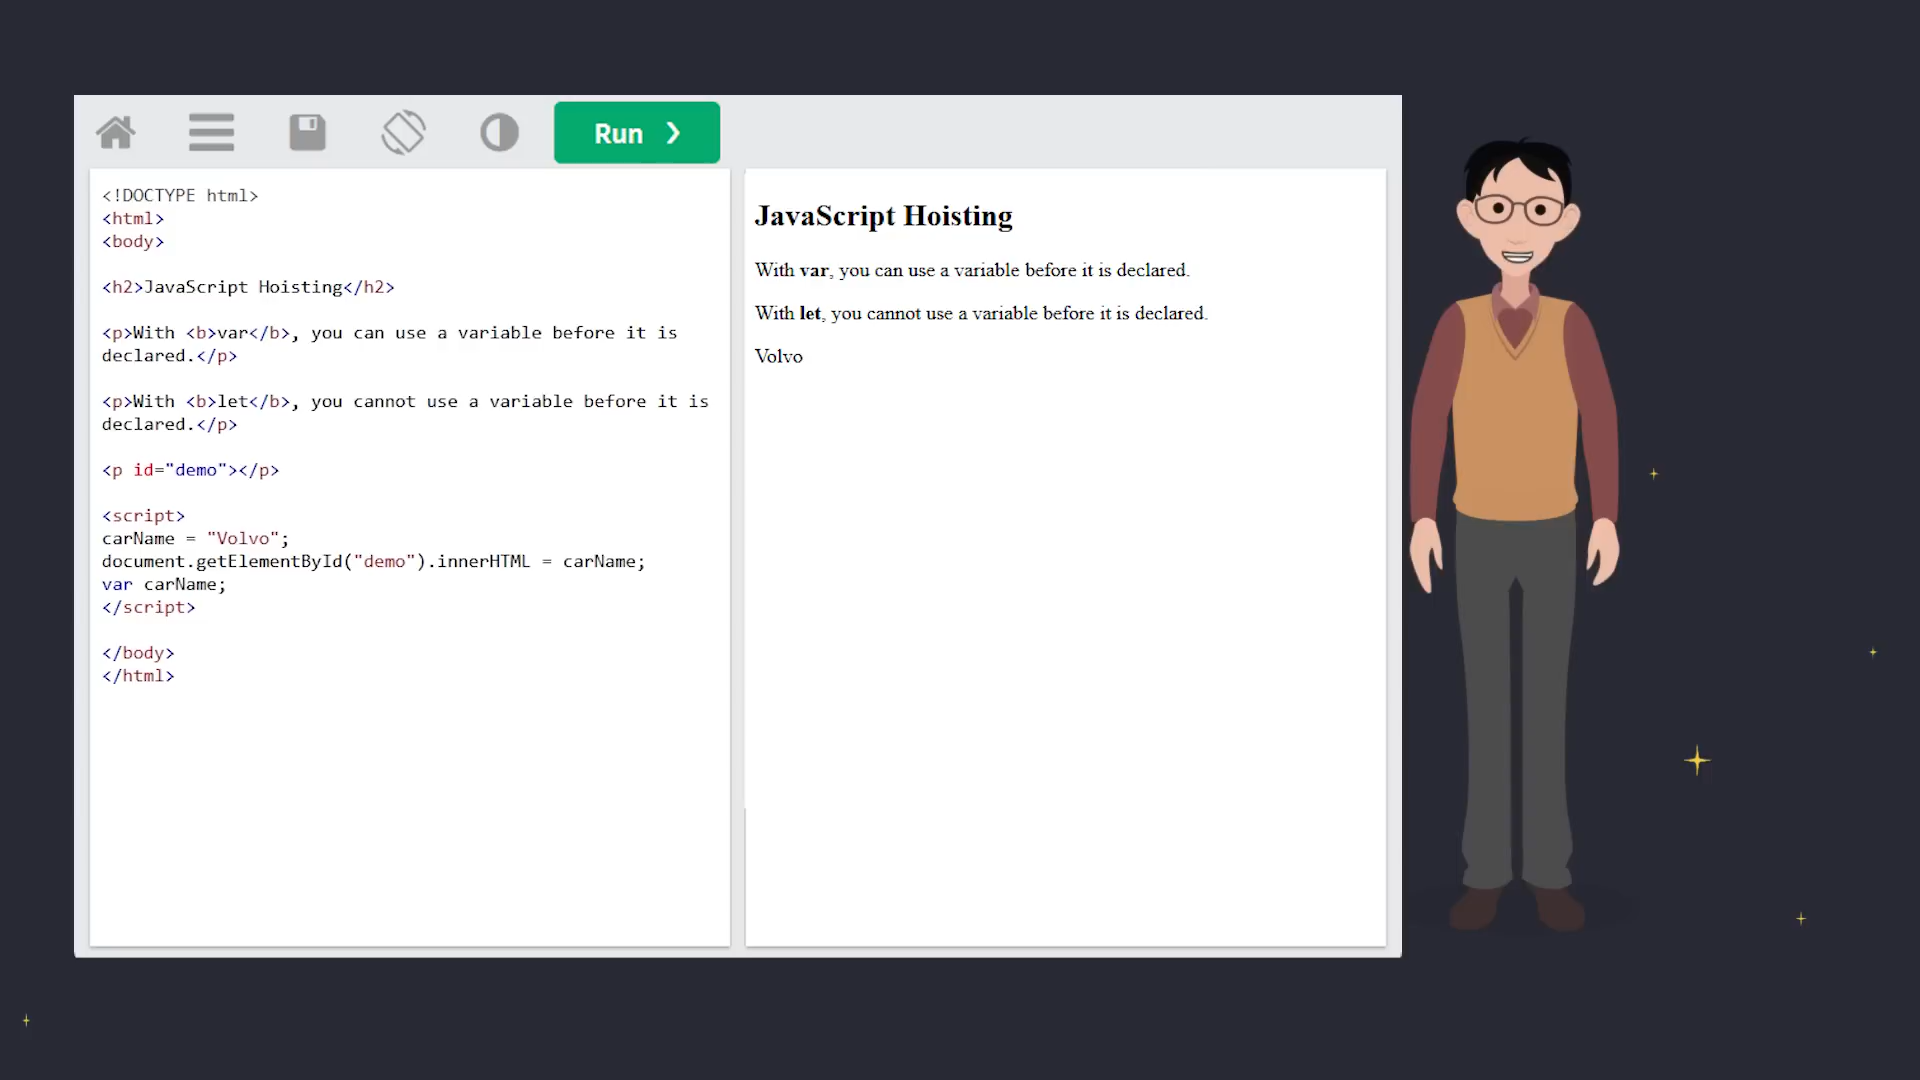 Run ❯
<!DOCTYPE html>
<html>
<body>
<h2>JavaScript Hoisting</h2>
<p>With <b>var</b>, you can use a variable before it is
declared.</p>
<p>With <b>let</b>, you cannot use a variable before it is
declared.</p>
<p id="demo"></p>
<script>
carName = "Volvo";
document.getElementById("demo").innerHTML = carName;
var carName;
</script>
</body>
</html>
JavaScript Hoisting
With var, you can use a variable before it is declared.
With let, you cannot use a variable before it is declared.
Volvo